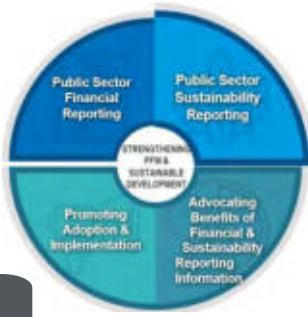 Public Sector
Financial
Reporting
Public Sector
Sustainability
Reporting
STRENGTHENING
PFM &
SUSTAINABLE
DEVELOPMENT
Promoting
Adoption &
Implementation
Advocating
Benefits of
Financial &
Sustainability
Reporting
Information